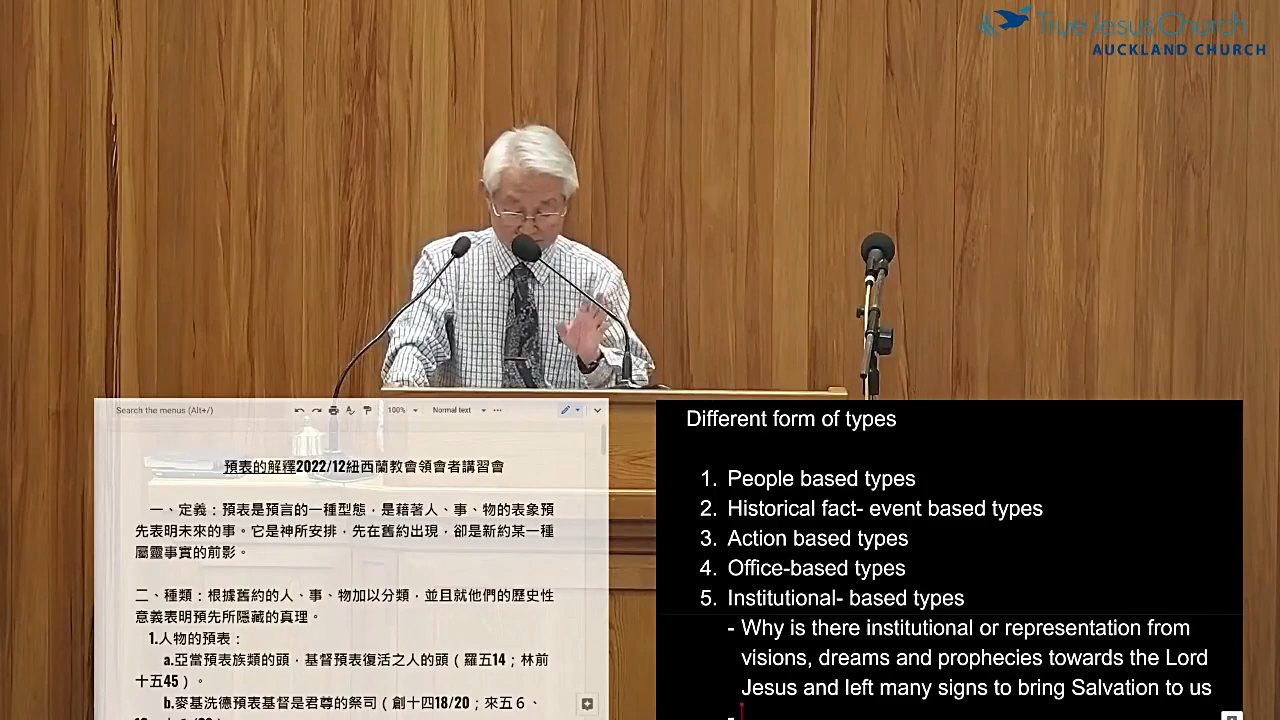 True Jesus Church
AUCKLAND CHURCH
Search the menus (Alt+/)
100%
Normal text
預表的解釋2022/12紐西蘭教會領會者講習會
一、定義：預表是預言的一種型態，是藉著人、事、物的表象預
先表明未來的事。它是神所安排，先在舊約出現，卻是新約某一種
屬靈事實的前影。
二、種類：根據舊約的人、事、物加以分類，並且就他們的歷史性
意義表明預先所隱藏的真理。
1.人物的預表：
a.亞當預表族類的頭，基督預表復活之人的頭（羅五14；林前
十五45）。
b.麥基洗德預表基督是君尊的祭司（創十四18/20；來五６、
Different form of types
1. People based types
2. Historical fact- event based types
3. Action based types
4. Office-based types
5. Institutional- based types
- Why is there institutional or representation from
visions, dreams and prophecies towards the Lord
Jesus and left many signs to bring Salvation to us
-